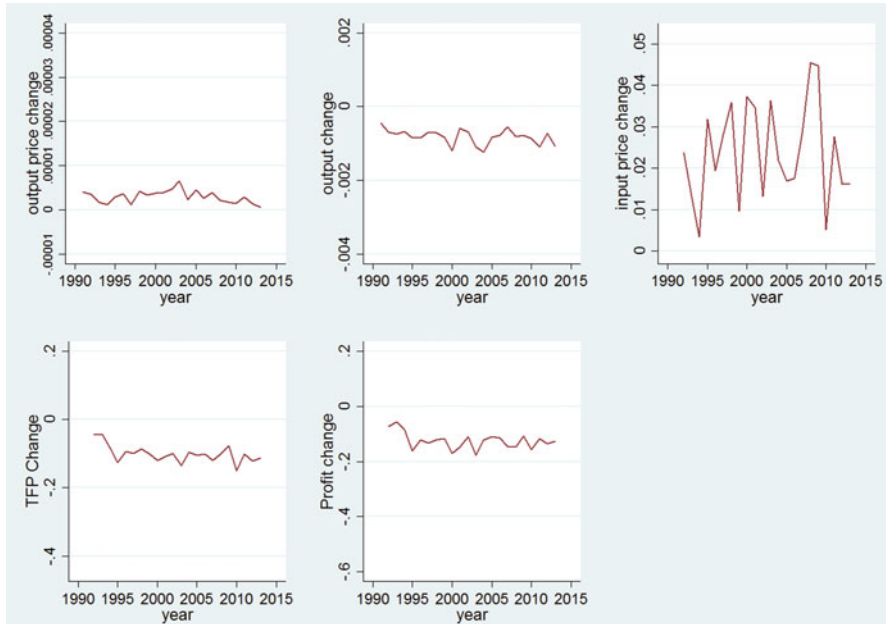 output price change
.00004
.00003
.00002
.00001
0
-.00001
1990 1995 2000 2005 2010 2015
year
output change
.002
0
-.002
-.004
1990 1995 2000 2005 2010 2015
year
input price change
.05
.04
.03
.02
.01
0
1990 1995 2000 2005 2010 2015
year
TFP Change
.2
0
-.2
-.4
1990 1995 2000 2005 2010 2015
year
Profit change
.2
0
-.2
-.4
-.6
1990 1995 2000 2005 2010 2015
year